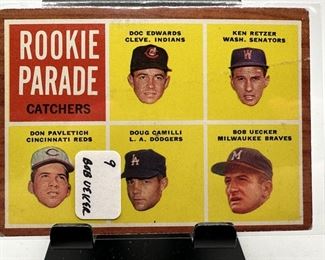 ROOKIE
PARADE
CATCHERS
DOC EDWARDS
CLEVE. INDIANS
KEN RETZER
WASH. SENATORS
DON PAVLETICH
CINCINNATI REDS
DOUG CAMILLI
L. A. DODGERS
BOB UECKER
MILWAUKEE BRAVES
9
BOB UEKER
W
LA
M